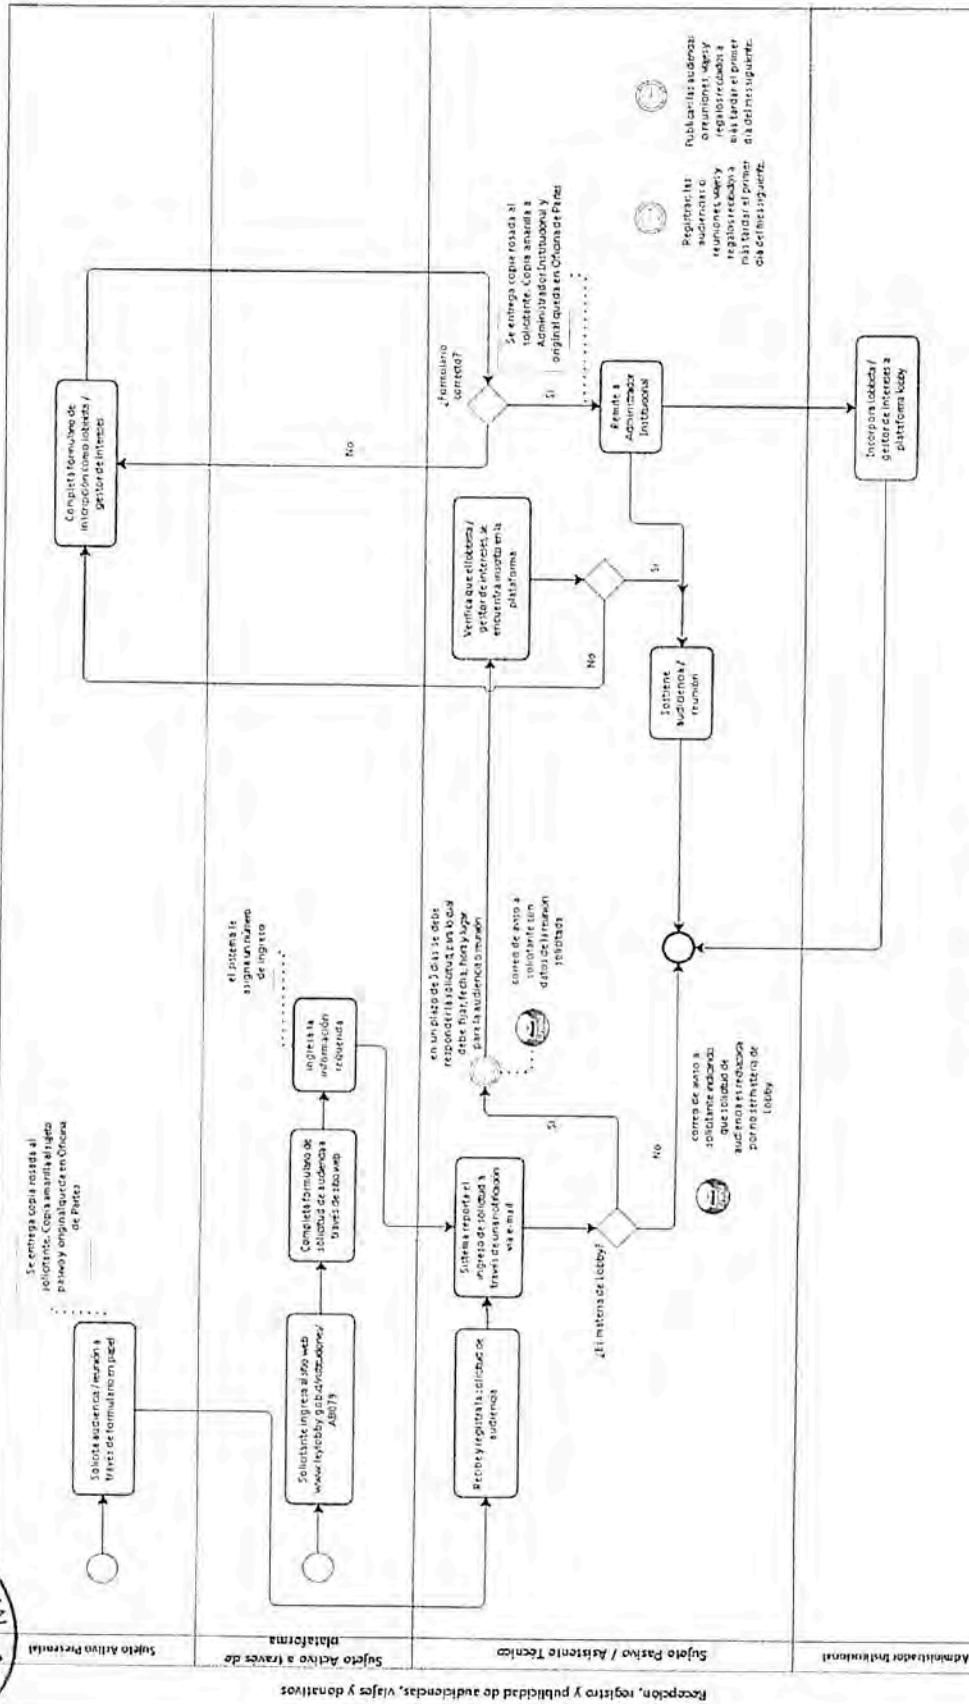 Recepción, registro y publicidad de audiencias, viajes y donativos
Sujeto Activo Presencial
Solicita audiencia / reunión a
través de formulario en papel
Se entrega copia rosada al
solicitante. Copia amarilla al sujeto
pasivo y original queda en Oficina
de Partes
Completa formulario de
inscripción como lobbista /
gestor de intereses
Sujeto Activo a través de
plataforma
Solicitante ingresa al sitio web
www.leylobby.gob.cl/instituciones/
AB079
Completa formulario de
solicitud de audiencia a
través de sitio web
Ingresa la
información
requerida
el sistema le
asigna un número
de ingreso
Sujeto Pasivo / Asistente Técnico
Recibe y registra la solicitud de
audiencia
Sistema reporta el
ingreso de solicitud a
través de una notificación
vía e-mail
¿Es materia de Lobby?
Si
No
en un plazo de 3 días se debe
responder la solicitud, para lo cual
debe fijar, fecha, hora y lugar
para la audiencia o reunión
correo de aviso a
solicitante con
datos de la reunión
solicitada
correo de aviso a
solicitante indicando
que solicitud de
audiencia es rechazada
por no ser materia de
Lobby
Verifica que el lobbista /
gestor de intereses se
encuentra inscrito en la
plataforma
No
Si
Sostiene
audiencia /
reunión
¿Formulario
correcto?
No
Si
Se entrega copia rosada al
solicitante. Copia amarilla a
Administrador Institucional y
original queda en Oficina de Partes
Remite a
Administrador
Institucional
Registrar las
audiencias o
reuniones, viajes y
regalos recibidos a
más tardar el primer
día del mes siguiente.
Publicar las audiencias
o reuniones, viajes y
regalos recibidos a
más tardar el primer
día del mes siguiente.
Administrador Institucional
Incorpora lobbista /
gestor de intereses a
plataforma lobby